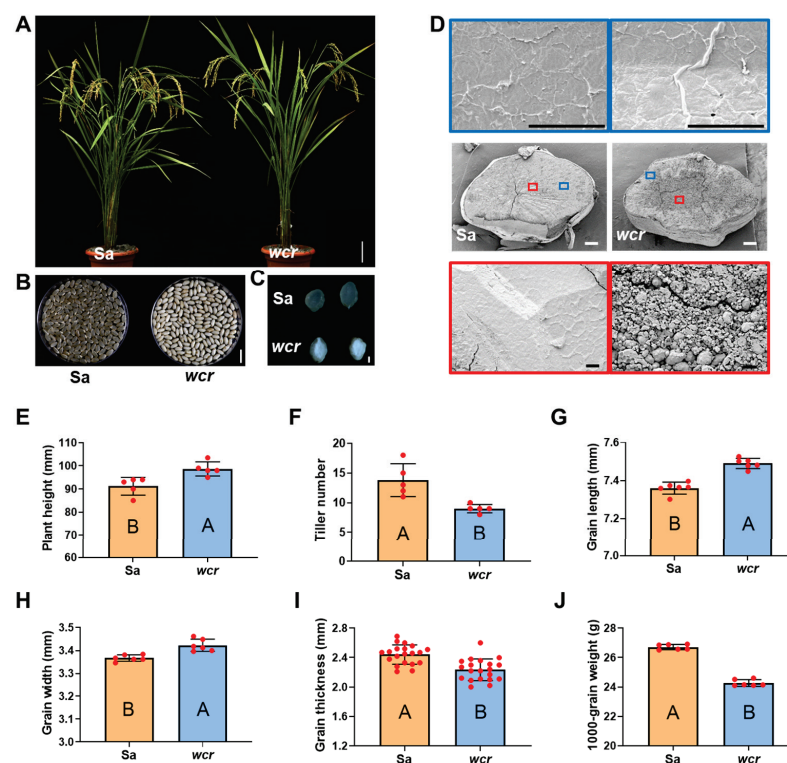 A
Sa
wcr
B
Sa
wcr
C
Sa
wcr
D
Sa
wcr
E
Plant height (mm)
110
100
90
80
70
60
B
A
Sa
wcr
F
Tiller number
20
15
10
5
0
A
B
Sa
wcr
G
Grain length (mm)
7.6
7.4
7.2
7.0
B
A
Sa
wcr
H
Grain width (mm)
3.5
3.4
3.3
3.2
3.1
3.0
B
A
Sa
wcr
I
Grain thickness (mm)
2.8
2.4
2.0
1.6
1.2
A
B
Sa
wcr
J
1000-grain weight (g)
28
26
24
22
20
A
B
Sa
wcr